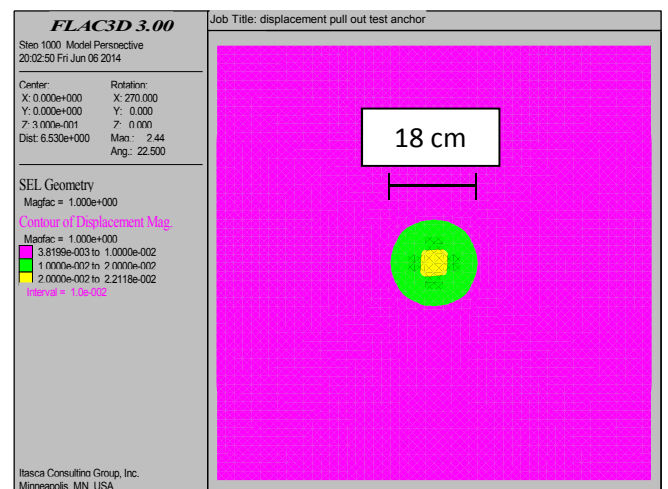 FLAC3D 3.00
Step 1000 Model Perspective
20:02:50 Fri Jun 06 2014
Center: Rotation:
X: 0.000e+000 X: 270.000
Y: 0.000e+000 Y: 0.000
Z: 3.000e-001 Z: 0.000
Dist: 6.530e+000 Mag.: 2.44
Ang.: 22.500
SEL Geometry
Magfac = 1.000e+000
Contour of Displacement Mag.
Magfac = 1.000e+000
3.8199e-003 to 1.0000e-002
1.0000e-002 to 2.0000e-002
2.0000e-002 to 2.2118e-002
Interval = 1.0e-002
Itasca Consulting Group, Inc.
Minneapolis, MN USA
Job Title: displacement pull out test anchor
18 cm